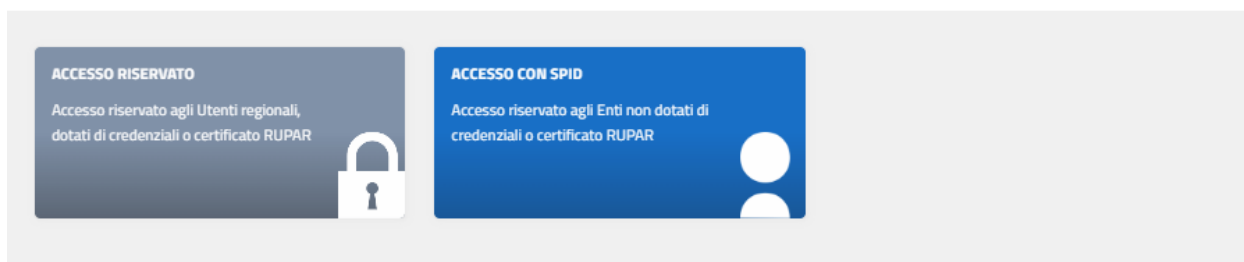 ACCESSO RISERVATO
Accesso riservato agli Utenti regionali,
dotati di credenziali o certificato RUPAR
ACCESSO CON SPID
Accesso riservato agli Enti non dotati di
credenziali o certificato RUPAR